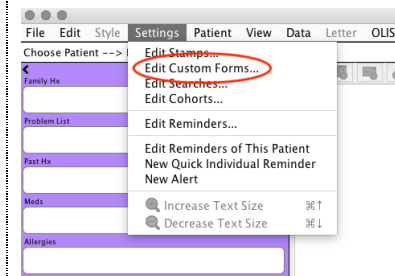 File Edit Style Settings Patient View Data Letter OLIS
Choose Patient -->
Edit Stamps...
Edit Custom Forms...
Edit Searches...
Edit Cohorts...
Edit Reminders...
Edit Reminders of This Patient
New Quick Individual Reminder
New Alert
Increase Text Size ⌘↑
Decrease Text Size ⌘↓
Family Hx
Problem List
Past Hx
Meds
Allergies